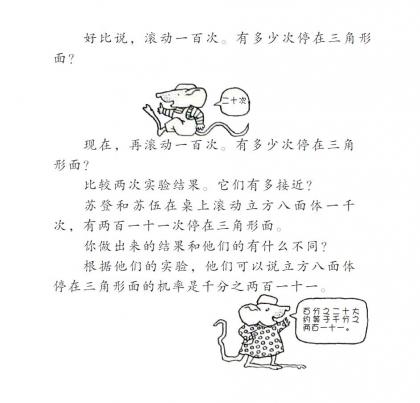 好比说，滚动一百次。有多少次停在三角形
面？
二十次
现在，再滚动一百次。有多少次停在三角
形面？
比较两次实验结果。它们有多接近？
苏登和苏伍在桌上滚动立方八面体一千
次，有两百一十一次停在三角形面。
你做出来的结果和他们的有什么不同？
根据他们的实验，他们可以说立方八面体
停在三角形面的机率是千分之两百一十一。
百分之二十大
约等于千分之
两百一十一。